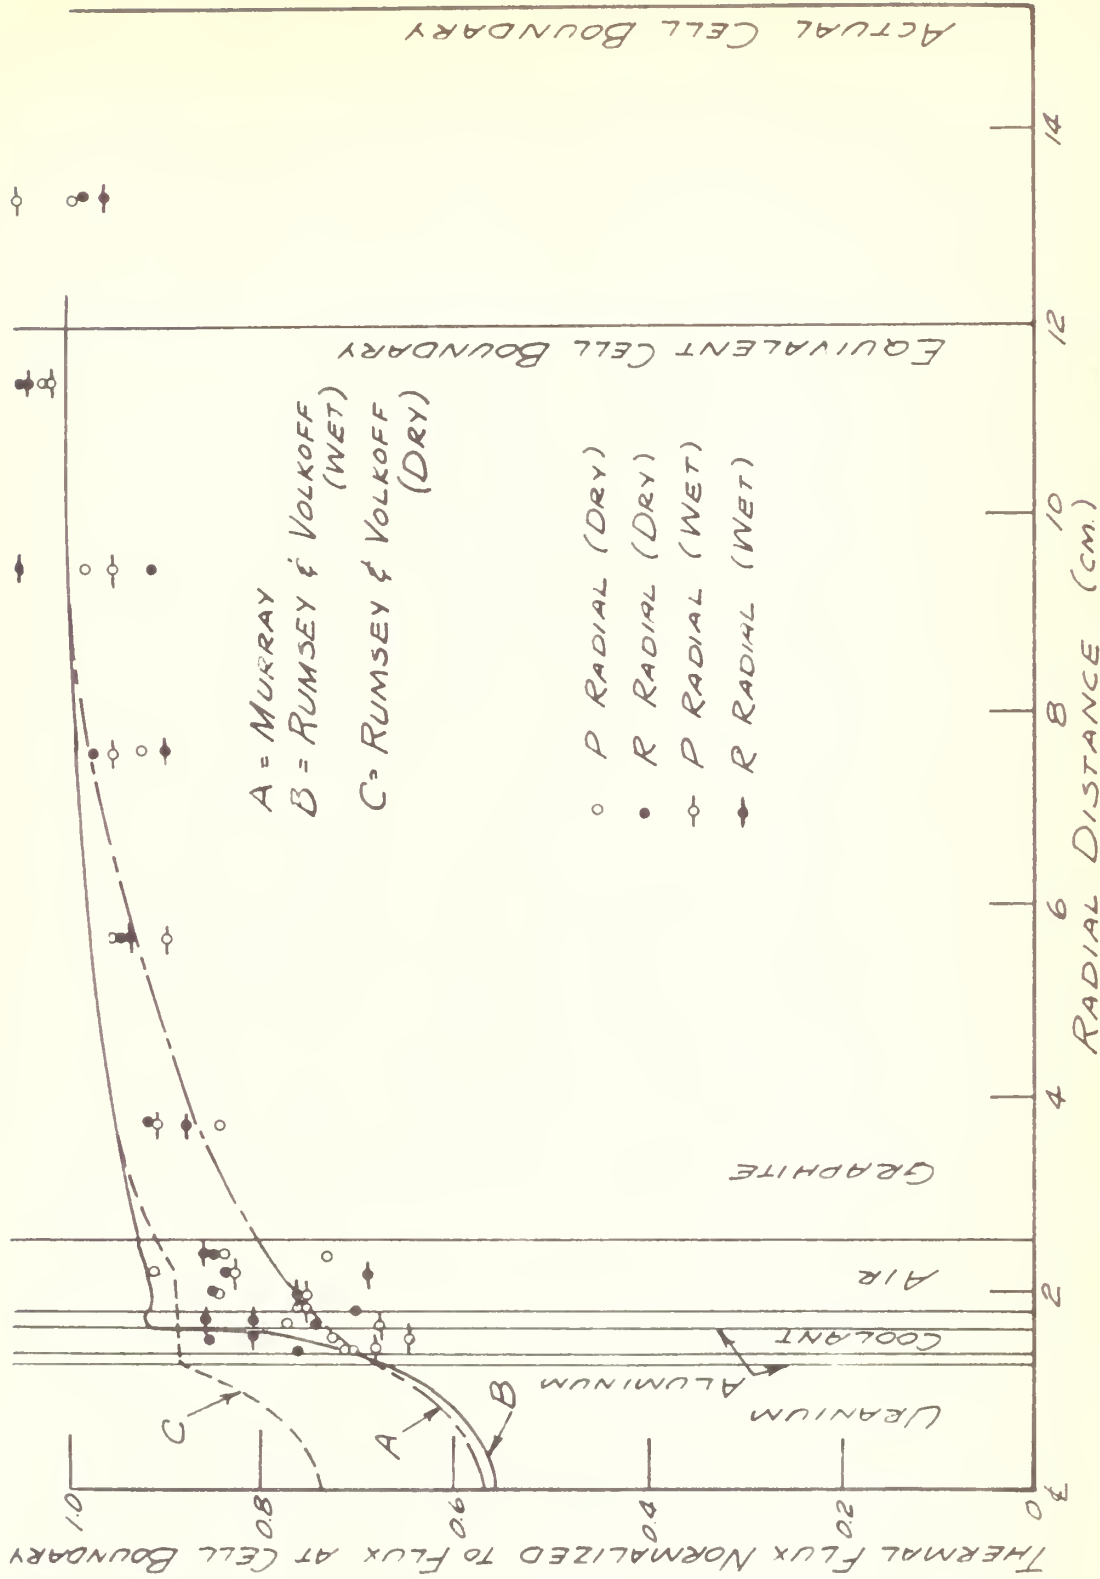 THERMAL FLUX NORMALIZED TO FLUX AT CELL BOUNDARY
1.0
0.8
0.6
0.4
0.2
0
℄
2
4
6
8
10
12
14
RADIAL DISTANCE (CM.)
URANIUM
ALUMINUM
COOLANT
AIR
GRAPHITE
EQUIVALENT CELL BOUNDARY
ACTUAL CELL BOUNDARY
C
A
B
A = MURRAY
B = RUMSEY & VOLKOFF
(WET)
C = RUMSEY & VOLKOFF
(DRY)
P RADIAL (DRY)
R RADIAL (DRY)
P RADIAL (WET)
R RADIAL (WET)